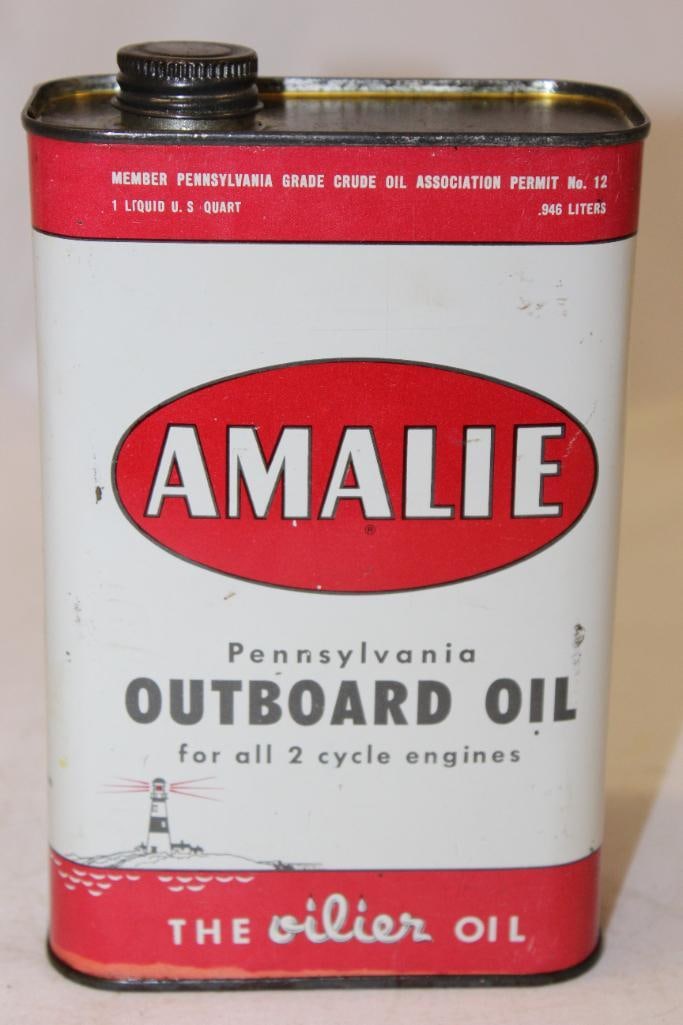 MEMBER PENNSYLVANIA GRADE CRUDE OIL ASSOCIATION PERMIT No. 12
1 LIQUID U. S QUART .946 LITERS
AMALIE
®
Pennsylvania
OUTBOARD OIL
for all 2 cycle engines
THE oilier OIL